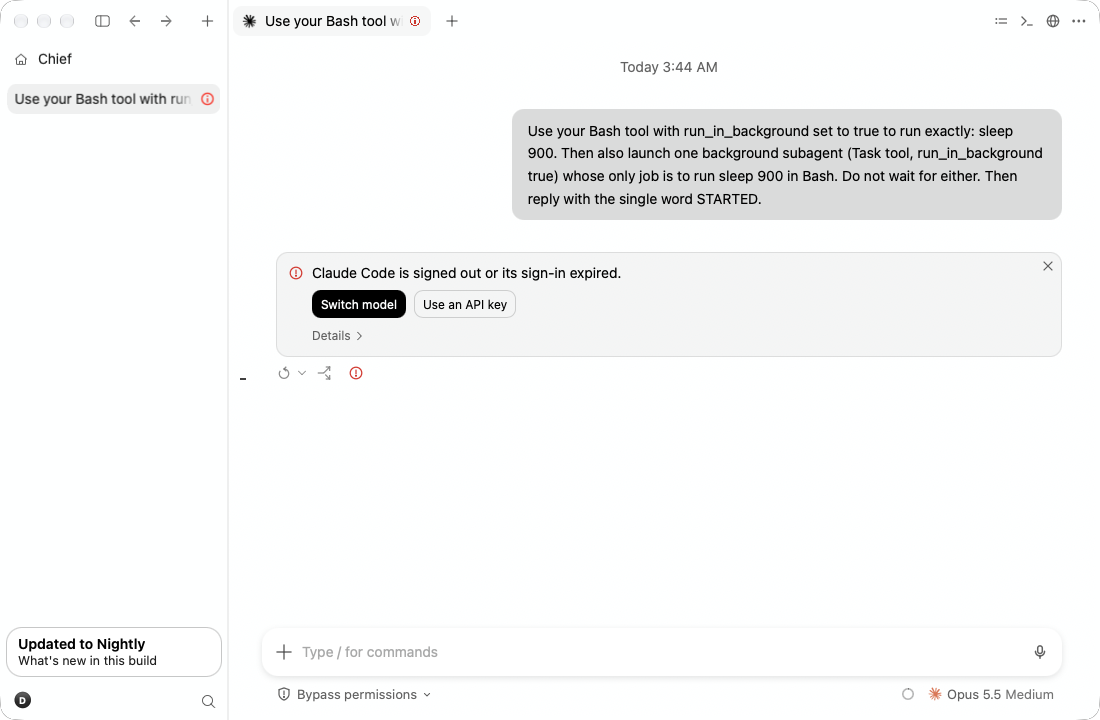 Use your Bash tool w
Chief
Use your Bash tool with run
Today 3:44 AM
Use your Bash tool with run_in_background set to true to run exactly: sleep
900. Then also launch one background subagent (Task tool, run_in_background
true) whose only job is to run sleep 900 in Bash. Do not wait for either. Then
reply with the single word STARTED.
Claude Code is signed out or its sign-in expired.
Switch model
Use an API key
Details
Updated to Nightly
What's new in this build
D
Type / for commands
Bypass permissions
Opus 5.5 Medium